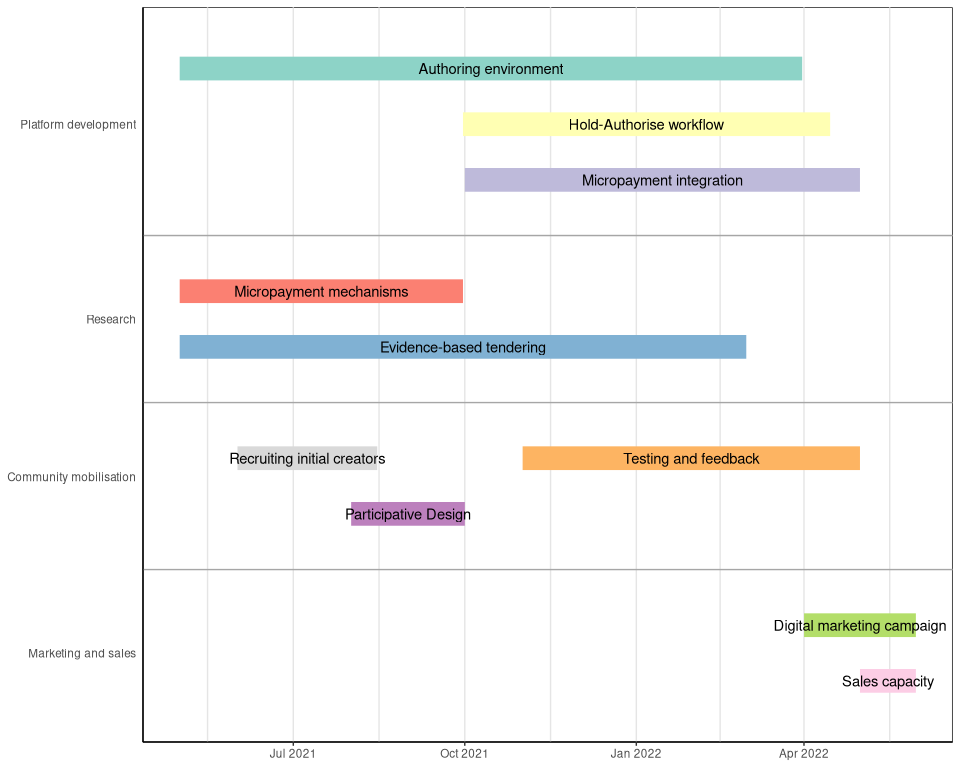 Authoring environment
Platform development
Hold-Authorise workflow
Micropayment integration
Micropayment mechanisms
Research
Evidence-based tendering
Recruiting initial creators
Testing and feedback
Community mobilisation
Participative Design
Digital marketing campaign
Marketing and sales
Sales capacity
Jul 2021
Oct 2021
Jan 2022
Apr 2022